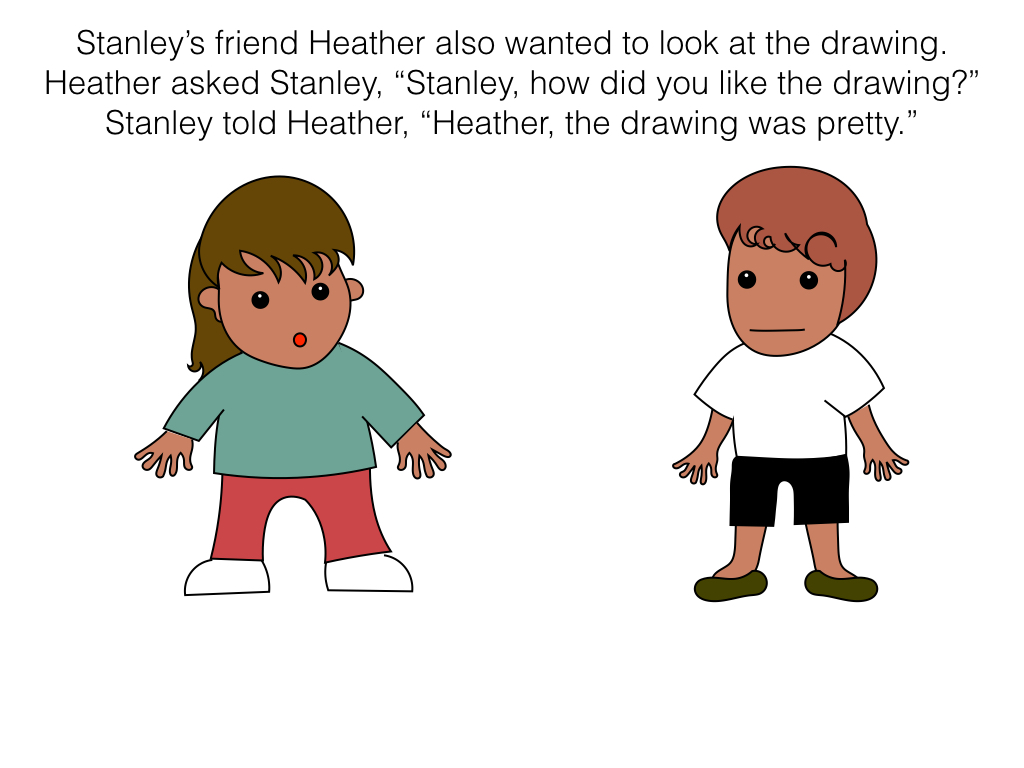 Stanley’s friend Heather also wanted to look at the drawing.
Heather asked Stanley, “Stanley, how did you like the drawing?”
Stanley told Heather, “Heather, the drawing was pretty.”